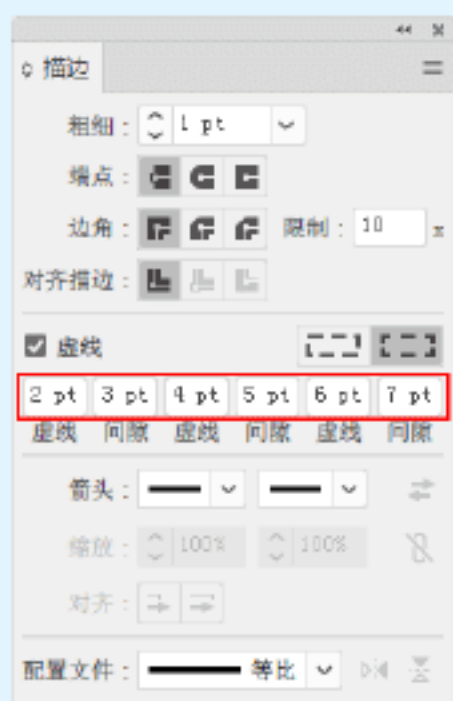 描边
粗细： 1 pt
端点：
边角： 限制： 10 x
对齐描边：
虚线
2 pt 3 pt 4 pt 5 pt 6 pt 7 pt
虚线 间隙 虚线 间隙 虚线 间隙
箭头：
缩放： 100% 100%
对齐：
配置文件： 等比